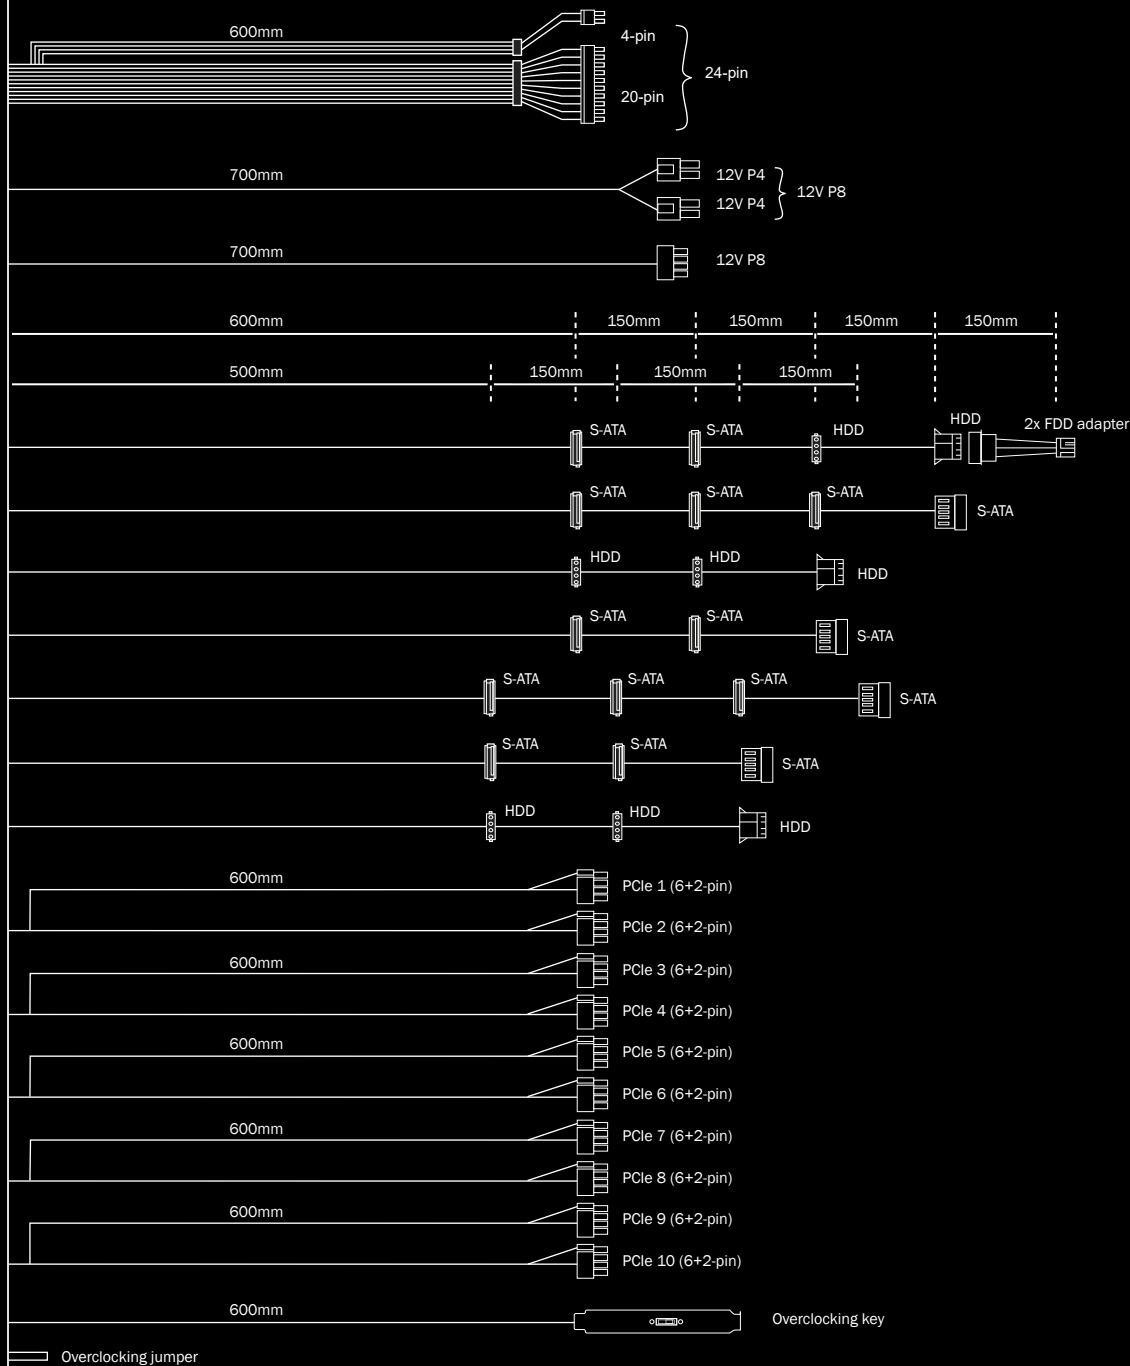 600mm
4-pin
24-pin
20-pin
700mm
12V P4
12V P8
12V P4
700mm
12V P8
600mm 150mm 150mm 150mm 150mm
500mm 150mm 150mm 150mm
S-ATA S-ATA HDD HDD 2x FDD adapter
S-ATA S-ATA S-ATA S-ATA
HDD HDD HDD
S-ATA S-ATA S-ATA
S-ATA S-ATA S-ATA S-ATA
S-ATA S-ATA S-ATA
HDD HDD HDD
600mm PCIe 1 (6+2-pin)
PCIe 2 (6+2-pin)
600mm PCIe 3 (6+2-pin)
PCIe 4 (6+2-pin)
600mm PCIe 5 (6+2-pin)
PCIe 6 (6+2-pin)
600mm PCIe 7 (6+2-pin)
PCIe 8 (6+2-pin)
600mm PCIe 9 (6+2-pin)
PCIe 10 (6+2-pin)
600mm Overclocking key
Overclocking jumper